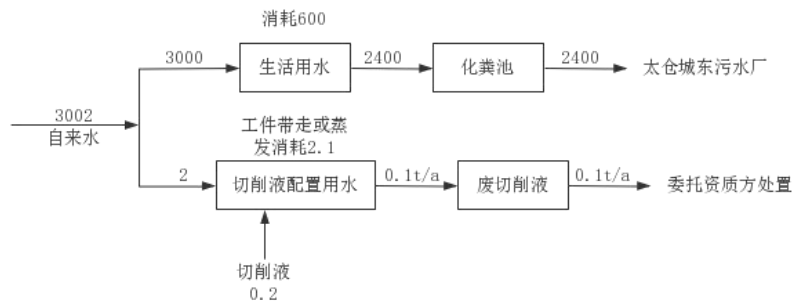 消耗600
3000
生活用水
2400
化粪池
2400
太仓城东污水厂
3002
自来水
工件带走或蒸
发消耗2.1
2
切削液配置用水
0.1t/a
废切削液
0.1t/a
委托资质方处置
切削液
0.2